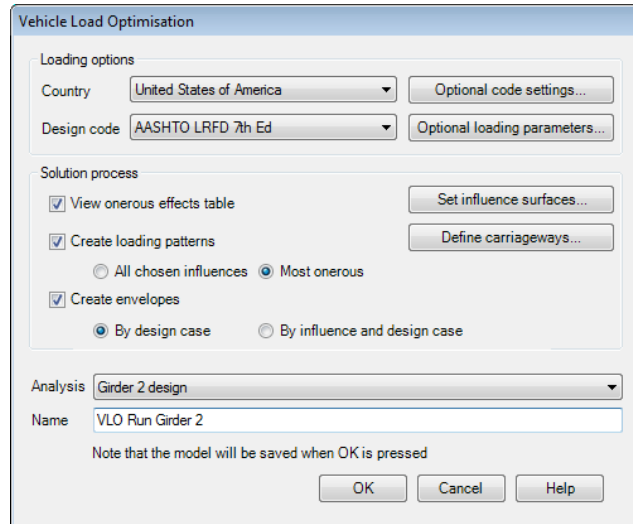 Vehicle Load Optimisation
Loading options
Country United States of America Optional code settings...
Design code AASHTO LRFD 7th Ed Optional loading parameters...
Solution process
View onerous effects table Set influence surfaces...
Create loading patterns Define carriageways...
All chosen influences Most onerous
Create envelopes
By design case By influence and design case
Analysis Girder 2 design
Name VLO Run Girder 2
Note that the model will be saved when OK is pressed
OK Cancel Help